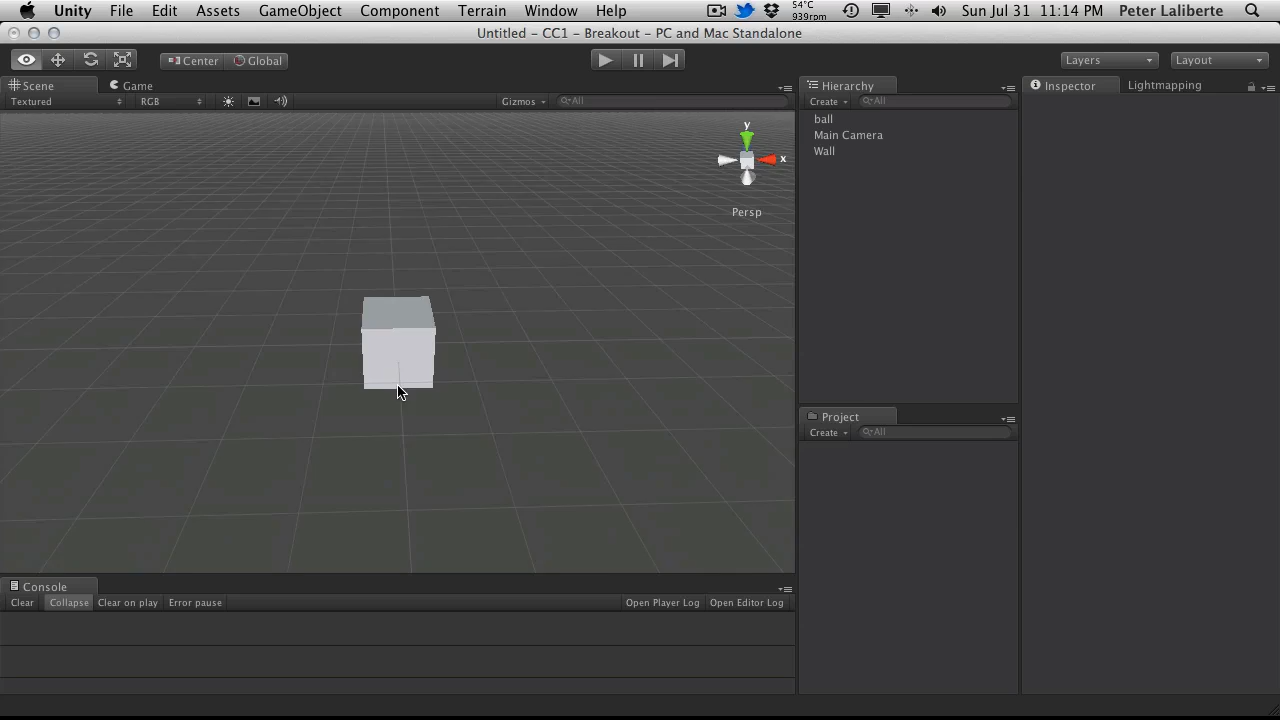 Unity File Edit Assets GameObject Component Terrain Window Help 54°C 939rpm Sun Jul 31 11:14 PM Peter Laliberte
Untitled – CC1 – Breakout – PC and Mac Standalone
Center Global Layers Layout
Scene Game Hierarchy Inspector Lightmapping
Textured RGB Gizmos All Create All
ball
Main Camera
Wall
y
x
Persp
Project
Create All
Console
Clear Collapse Clear on play Error pause Open Player Log Open Editor Log